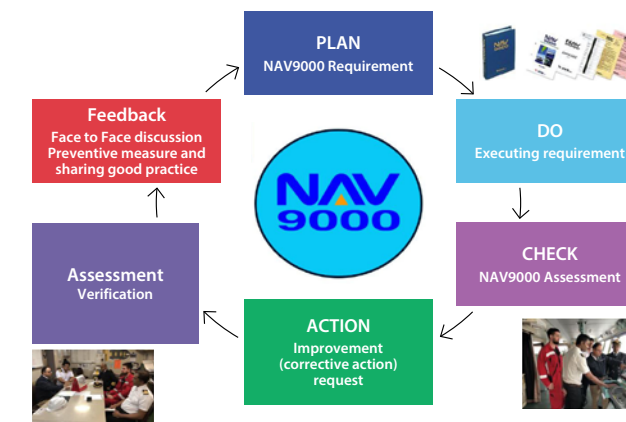 PLAN
NAV9000 Requirement
DO
Executing requirement
CHECK
NAV9000 Assessment
ACTION
Improvement
(corrective action)
request
Assessment
Verification
Feedback
Face to Face discussion
Preventive measure and
sharing good practice
NAV
9000